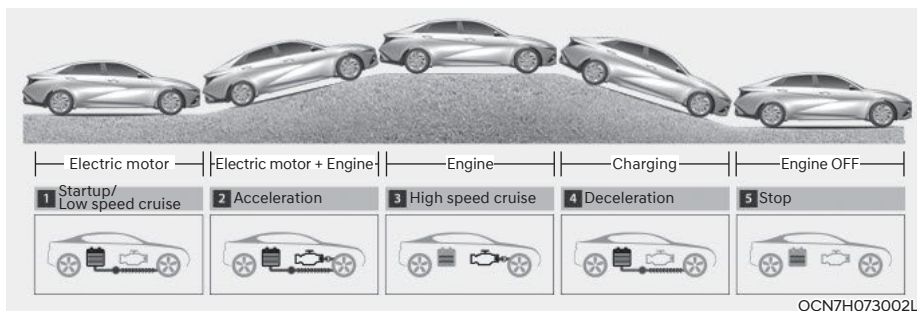 Electric motor
Electric motor + Engine
Engine
Charging
Engine OFF
1 Startup/
Low speed cruise
2 Acceleration
3 High speed cruise
4 Deceleration
5 Stop
OCN7H073002L